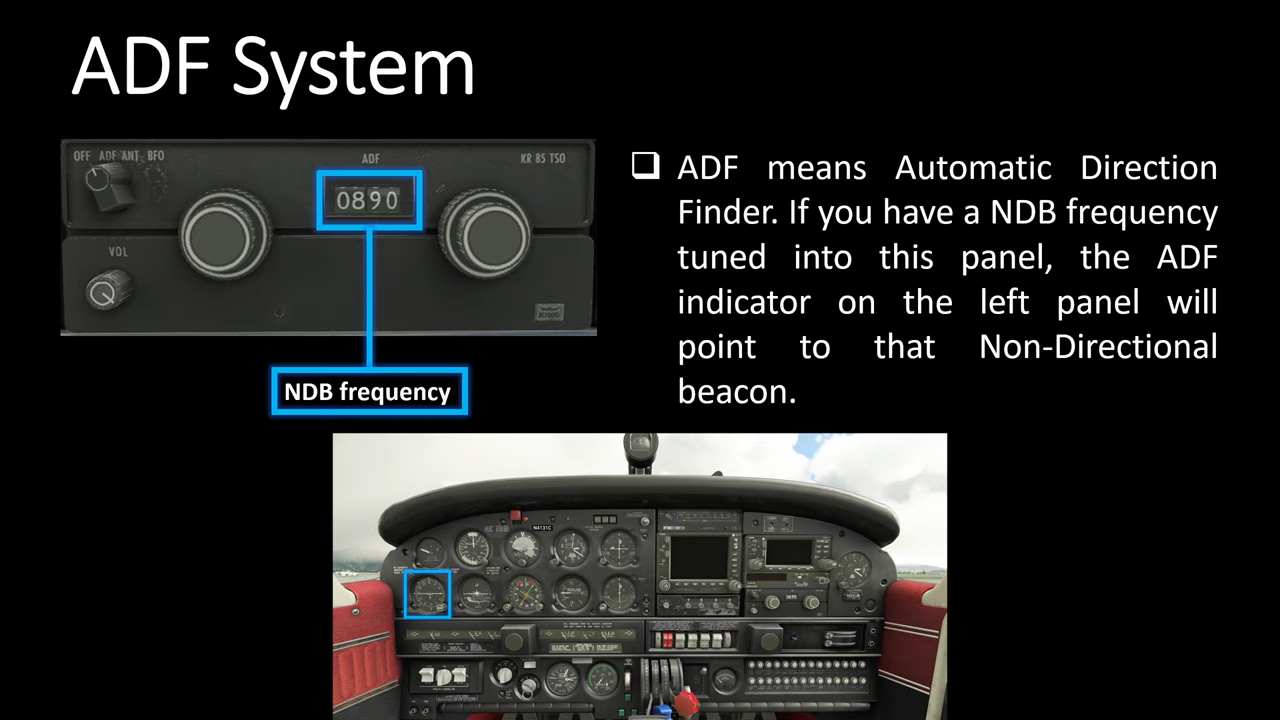 ADF System
OFF ADF ANT BFO
ADF
KR 85 TSO
0890
VOL
KING
NDB frequency
❑ ADF means Automatic Direction
Finder. If you have a NDB frequency
tuned into this panel, the ADF
indicator on the left panel will
point to that Non-Directional
beacon.
N4131C